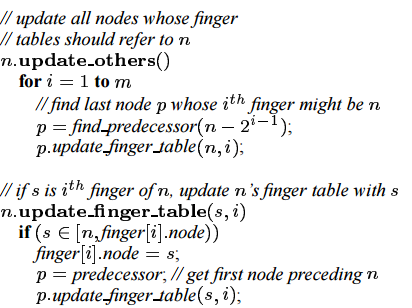 // update all nodes whose finger
// tables should refer to n
n.update_others()
for i = 1 to m
// find last node p whose i^th finger might be n
p = find_predecessor(n − 2^{i−1});
p.update_finger_table(n, i);
// if s is i^th finger of n, update n's finger table with s
n.update_finger_table(s, i)
if (s ∈ [n, finger[i].node))
finger[i].node = s;
p = predecessor; // get first node preceding n
p.update_finger_table(s, i);